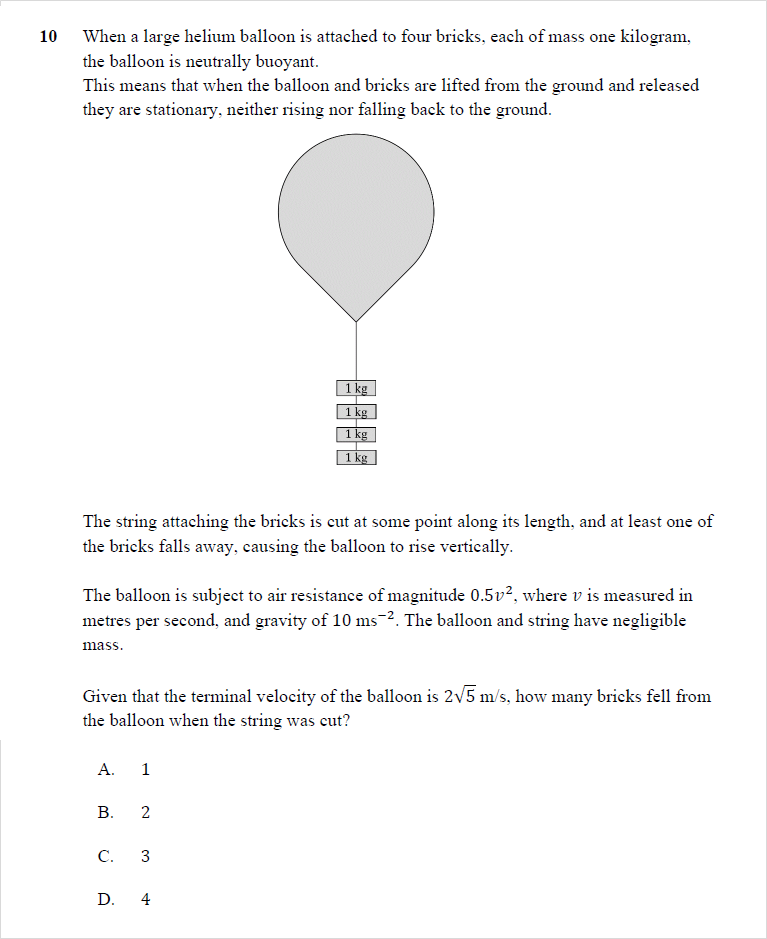 10 When a large helium balloon is attached to four bricks, each of mass one kilogram,
the balloon is neutrally buoyant.
This means that when the balloon and bricks are lifted from the ground and released
they are stationary, neither rising nor falling back to the ground.
1 kg
1 kg
1 kg
1 kg
The string attaching the bricks is cut at some point along its length, and at least one of
the bricks falls away, causing the balloon to rise vertically.
The balloon is subject to air resistance of magnitude 0.5v², where v is measured in
metres per second, and gravity of 10 ms⁻². The balloon and string have negligible
mass.
Given that the terminal velocity of the balloon is 2√5 m/s, how many bricks fell from
the balloon when the string was cut?
A. 1
B. 2
C. 3
D. 4